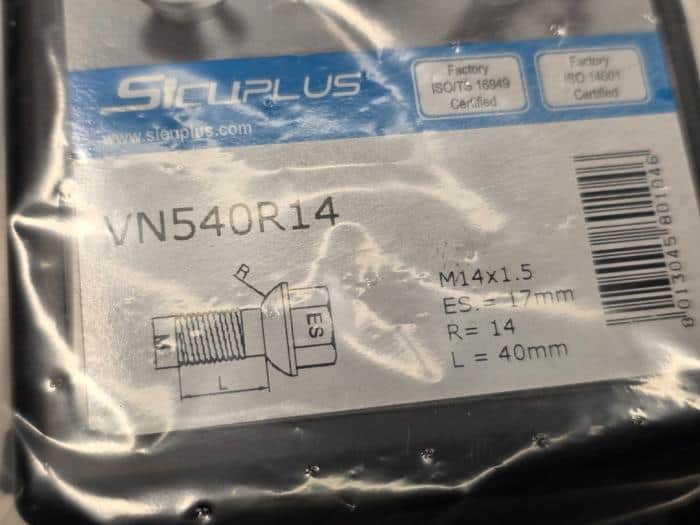 SICUPLUS
Factory
ISO/TS 16949
Certified
Factory
ISO 14001
Certified
www.sicuplus.com
VN540R14
R
M
ES
L
M14x1.5
ES.= 17mm
R= 14
L = 40mm
8013045801046